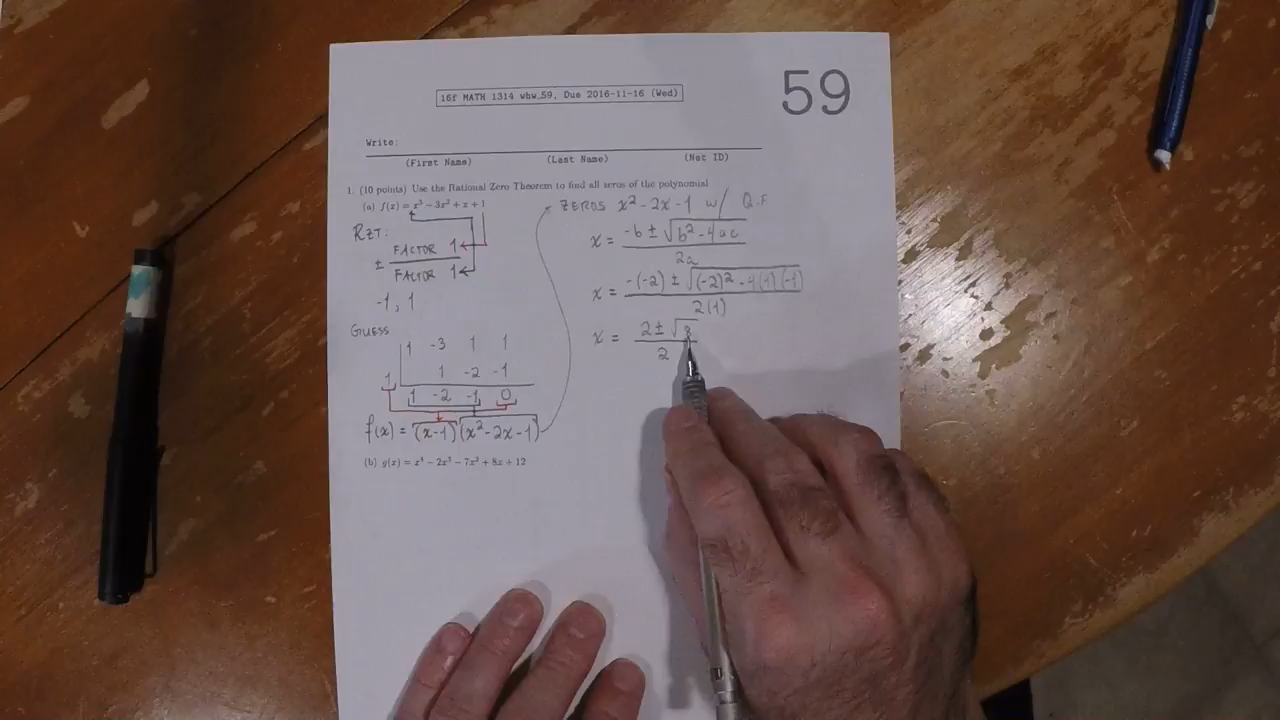 59
16f MATH 1314 whw_59, Due 2016-11-16 (Wed)
Write:
(First Name) (Last Name) (Net ID)
1. (10 points) Use the Rational Zero Theorem to find all zeros of the polynomial
(a) f(x) = x³ − 3x² + x + 1
RZT:
± FACTOR 1
FACTOR 1
-1, 1
GUESS
1 -3 1 1
1 -2 -1
1
1 -2 -1 0
f(x) = (x-1)(x²-2x-1)
ZEROS x²-2x-1 w/ Q.F
x = -b ± √b²-4ac
2a
x = -(-2) ± √(-2)²-4(1)(-1)
2(1)
x = 2 ± √
2
(b) g(x) = x⁴ − 2x³ − 7x² + 8x + 12